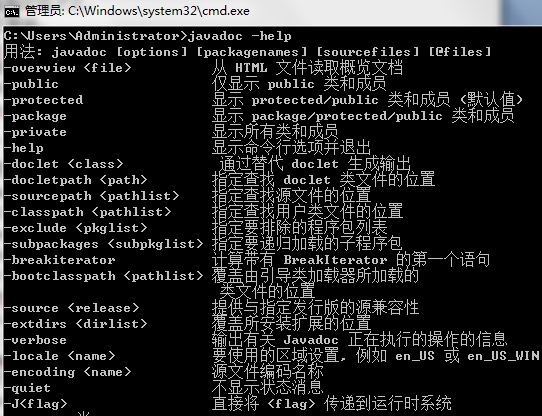 管理员: C:\Windows\system32\cmd.exe
C:\Users\Administrator>javadoc -help
用法: javadoc [options] [packagenames] [sourcefiles] [@files]
-overview <file> 从 HTML 文件读取概览文档
-public 仅显示 public 类和成员
-protected 显示 protected/public 类和成员 (默认值)
-package 显示 package/protected/public 类和成员
-private 显示所有类和成员
-help 显示命令行选项并退出
-doclet <class> 通过替代 doclet 生成输出
-docletpath <path> 指定查找 doclet 类文件的位置
-sourcepath <pathlist> 指定查找源文件的位置
-classpath <pathlist> 指定查找用户类文件的位置
-exclude <pkglist> 指定要排除的程序包列表
-subpackages <subpkglist> 指定要递归加载的子程序包
-breakiterator 计算带有 BreakIterator 的第一个语句
-bootclasspath <pathlist> 覆盖由引导类加载器所加载的
类文件的位置
-source <release> 提供与指定发行版的源兼容性
-extdirs <dirlist> 覆盖所安装扩展的位置
-verbose 输出有关 Javadoc 正在执行的操作的信息
-locale <name> 要使用的区域设置, 例如 en_US 或 en_US_WIN
-encoding <name> 源文件编码名称
-quiet 不显示状态消息
-J<flag> 直接将 <flag> 传递到运行时系统